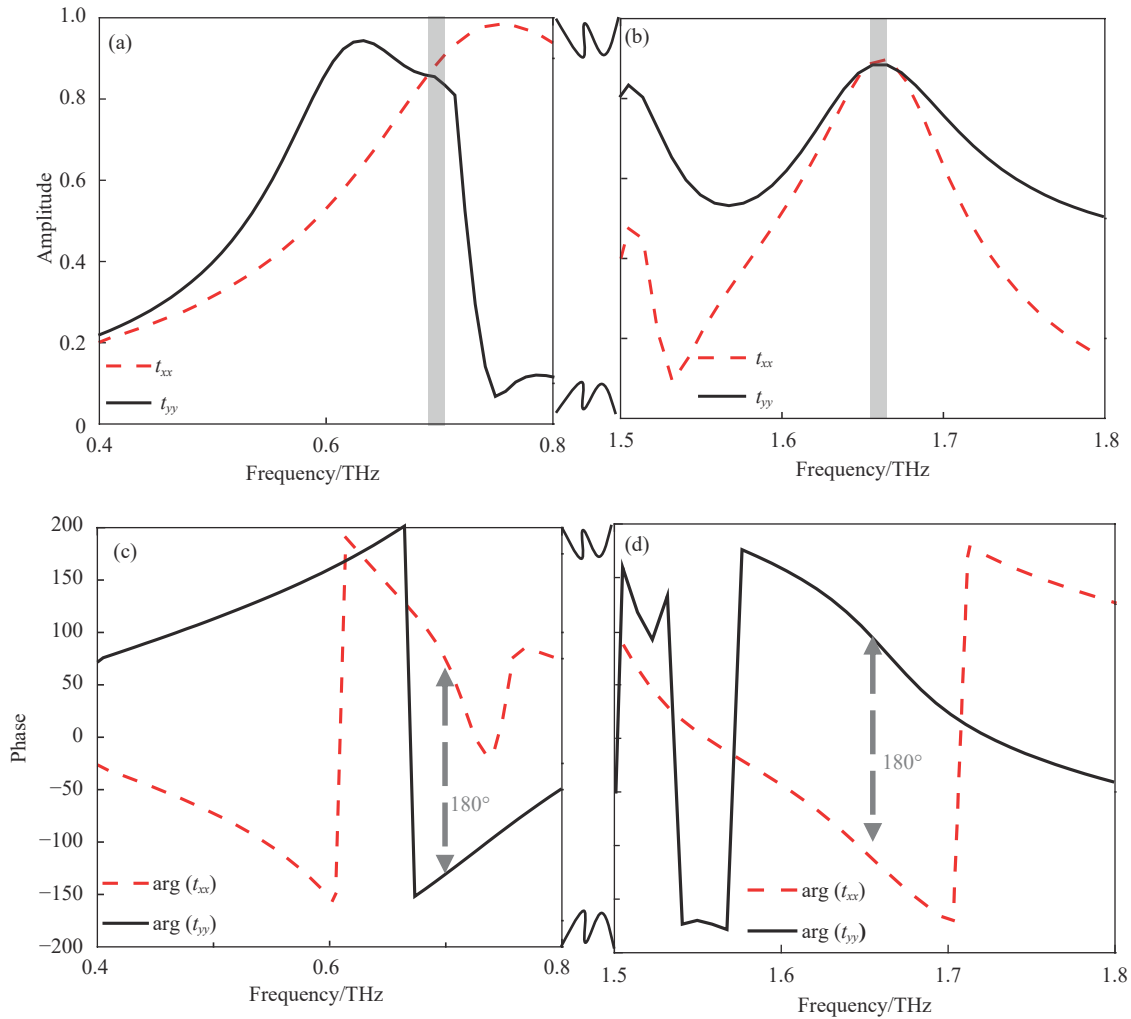 (a)
1.0
0.8
0.6
0.4
0.2
0
Amplitude
t_xx
t_yy
0.4 0.6 0.8
Frequency/THz
(b)
t_xx
t_yy
1.5 1.6 1.7 1.8
Frequency/THz
(c)
200
150
100
50
0
−50
−100
−150
−200
Phase
180°
arg (t_xx)
arg (t_yy)
0.4 0.6 0.8
Frequency/THz
(d)
180°
arg (t_xx)
arg (t_yy)
1.5 1.6 1.7 1.8
Frequency/THz